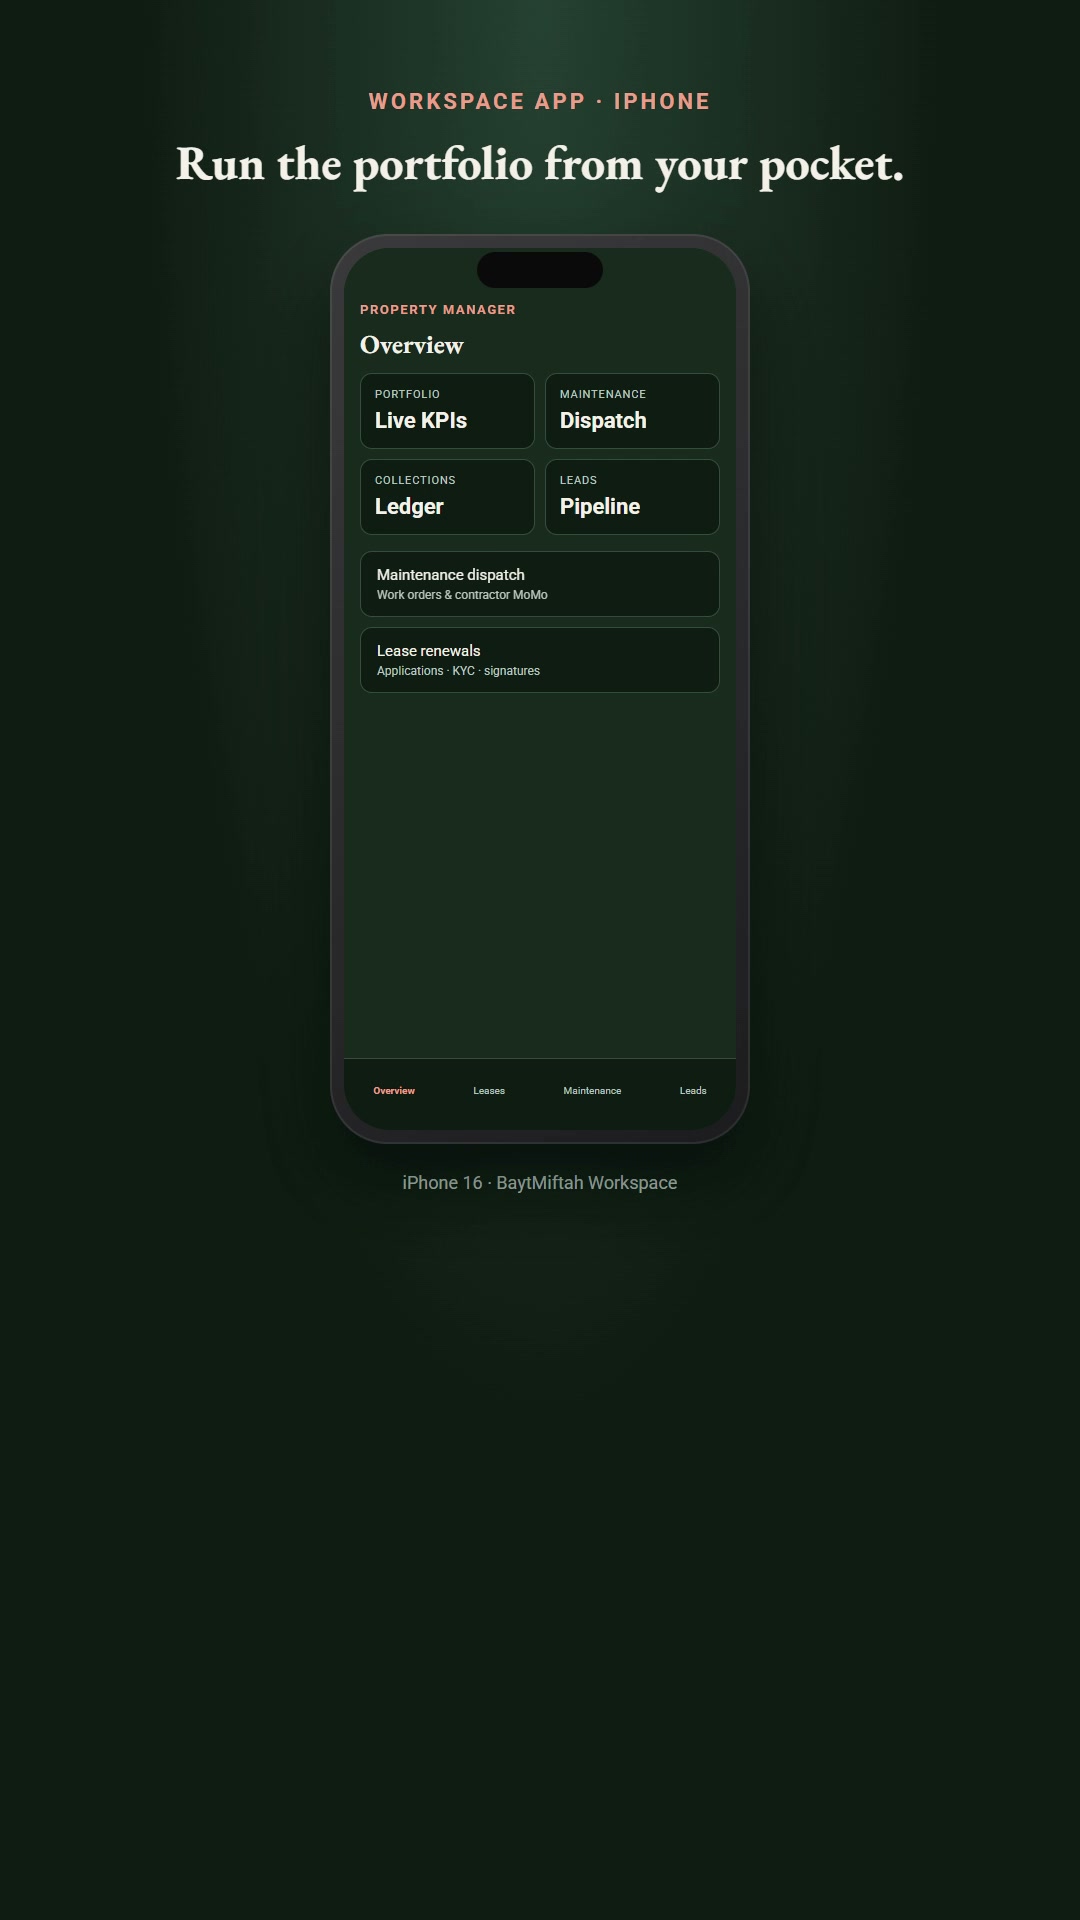 WORKSPACE APP · IPHONE
Run the portfolio from your pocket.
PROPERTY MANAGER
Overview
PORTFOLIO
Live KPIs
MAINTENANCE
Dispatch
COLLECTIONS
Ledger
LEADS
Pipeline
Maintenance dispatch
Work orders & contractor MoMo
Lease renewals
Applications · KYC · signatures
Overview Leases Maintenance Leads
iPhone 16 · BaytMiftah Workspace